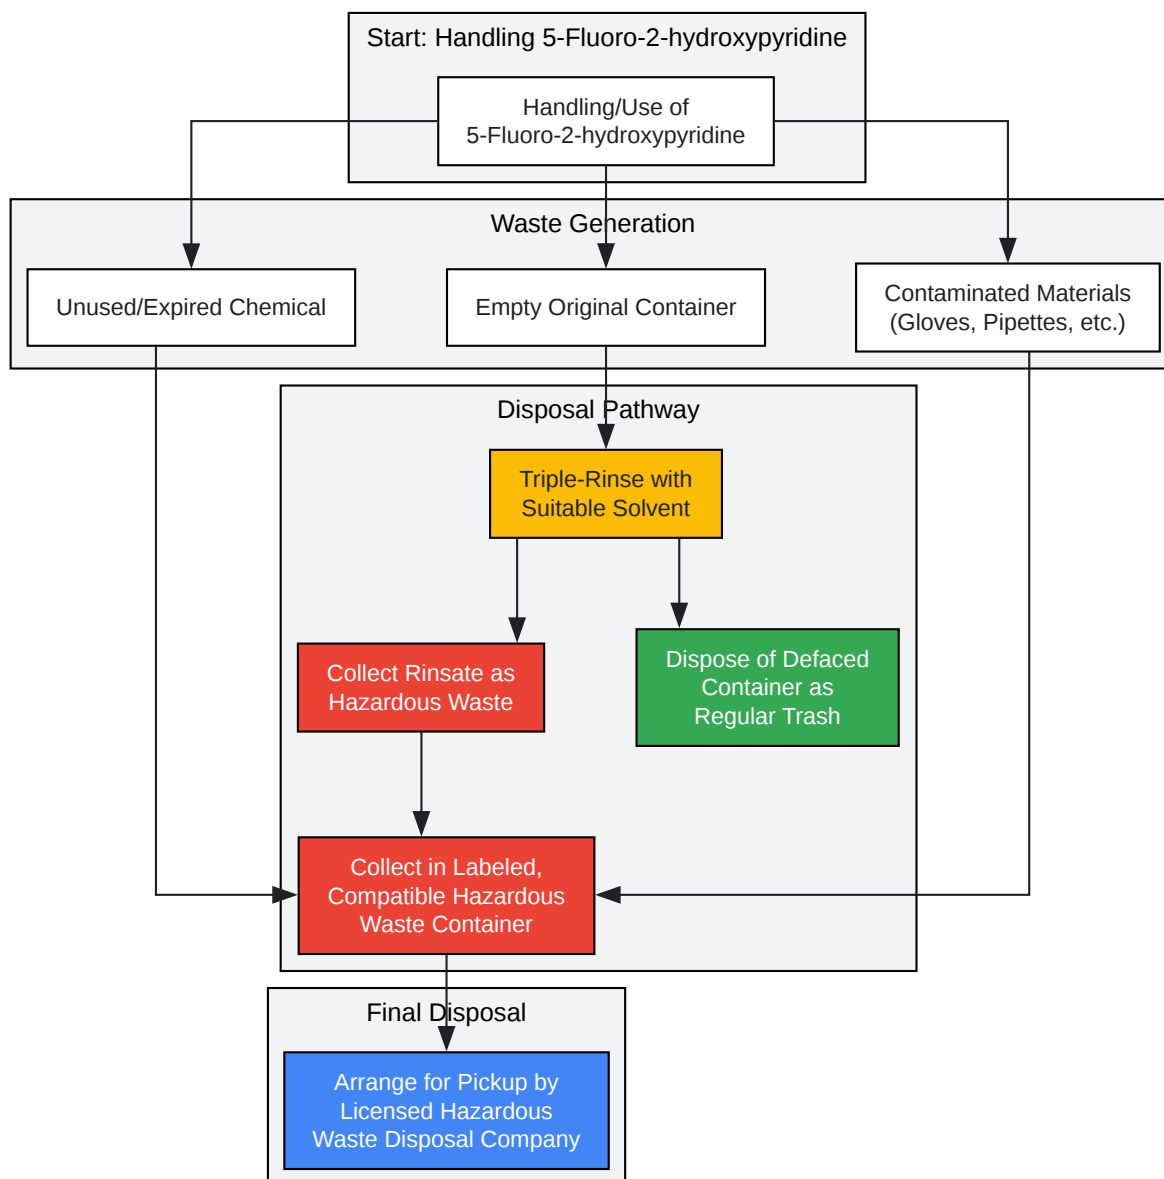 Start: Handling 5-Fluoro-2-hydroxypyridine
Handling/Use of
5-Fluoro-2-hydroxypyridine
Waste Generation
Unused/Expired Chemical
Empty Original Container
Contaminated Materials
(Gloves, Pipettes, etc.)
Disposal Pathway
Triple-Rinse with
Suitable Solvent
Collect Rinsate as
Hazardous Waste
Dispose of Defaced
Container as
Regular Trash
Collect in Labeled,
Compatible Hazardous
Waste Container
Final Disposal
Arrange for Pickup by
Licensed Hazardous
Waste Disposal Company